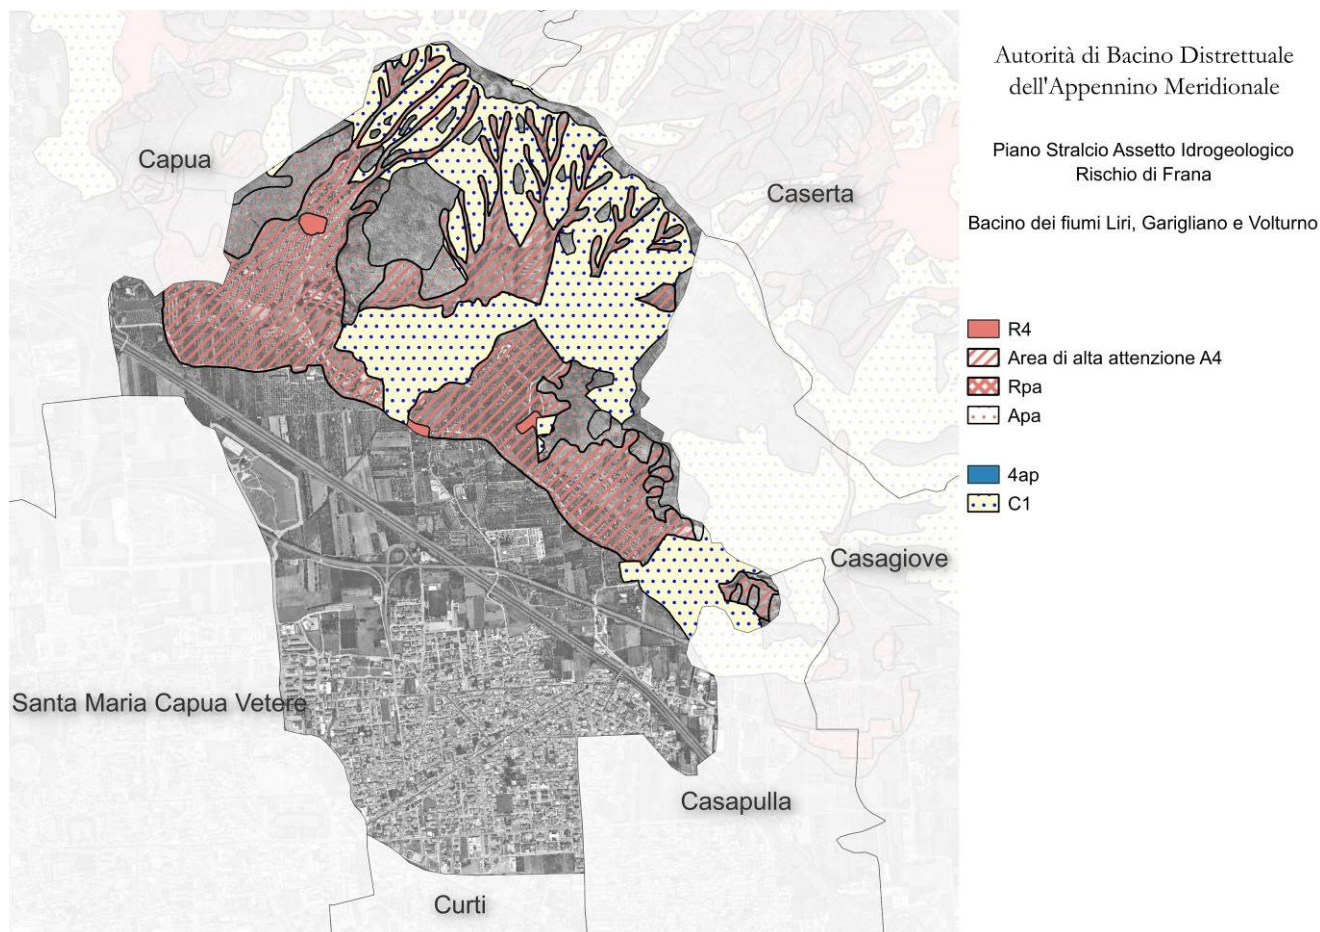 Autorità di Bacino Distrettuale
dell'Appennino Meridionale
Piano Stralcio Assetto Idrogeologico
Rischio di Frana
Bacino dei fiumi Liri, Garigliano e Volturno
R4
Area di alta attenzione A4
Rpa
Apa
4ap
C1
Capua
Caserta
Casagiove
Santa Maria Capua Vetere
Casapulla
Curti